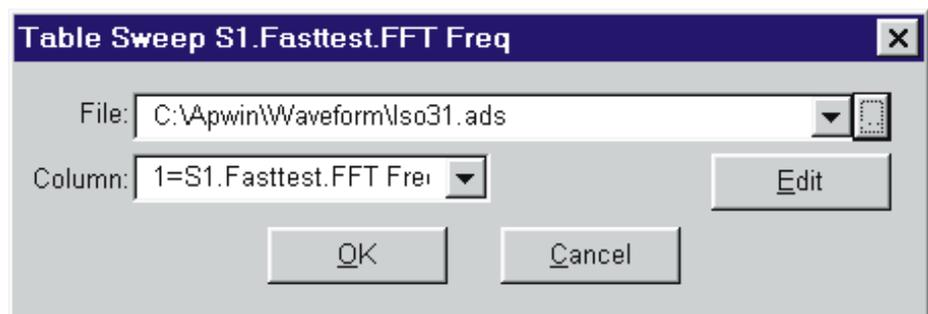 Table Sweep S1.Fasttest.FFT Freq
File: C:\Apwin\Waveform\Iso31.ads
Column: 1=S1.Fasttest.FFT Fre
Edit
OK Cancel